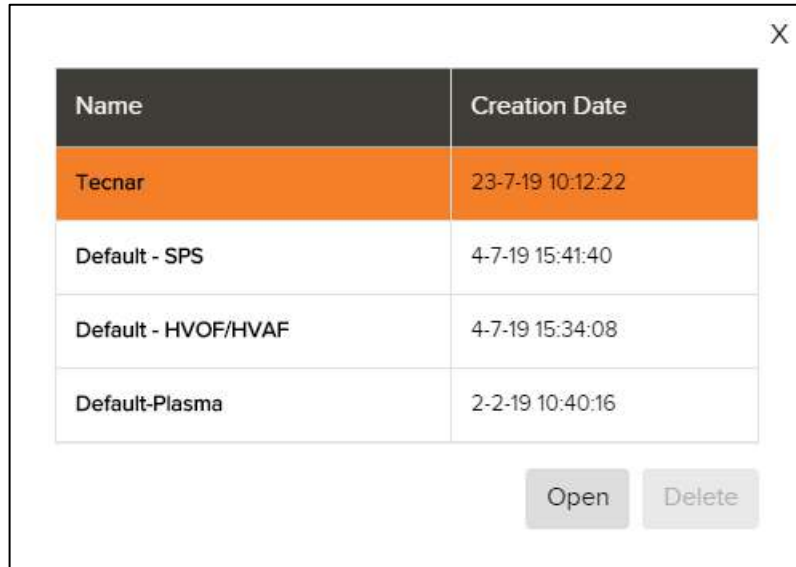 X
Name Creation Date
Tecnar 23-7-19 10:12:22
Default - SPS 4-7-19 15:41:40
Default - HVOF/HVAF 4-7-19 15:34:08
Default-Plasma 2-2-19 10:40:16
Open Delete